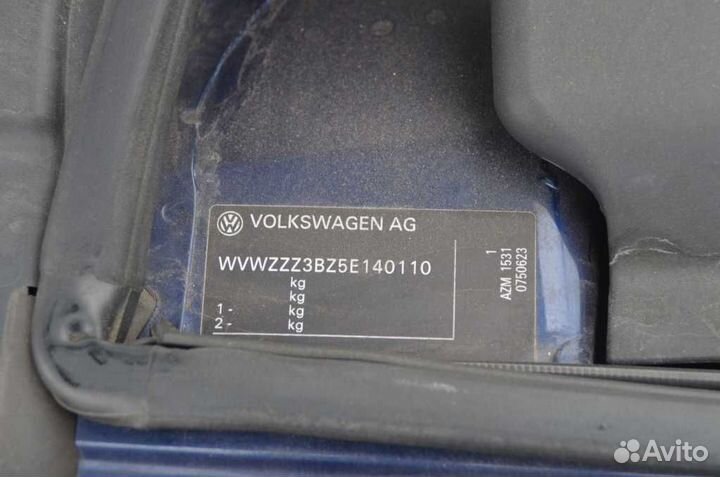 VOLKSWAGEN AG
WVWZZZ3BZ5E140110
kg
kg
1 - kg
2 - kg
1
AZM 1531
0750623
Avito